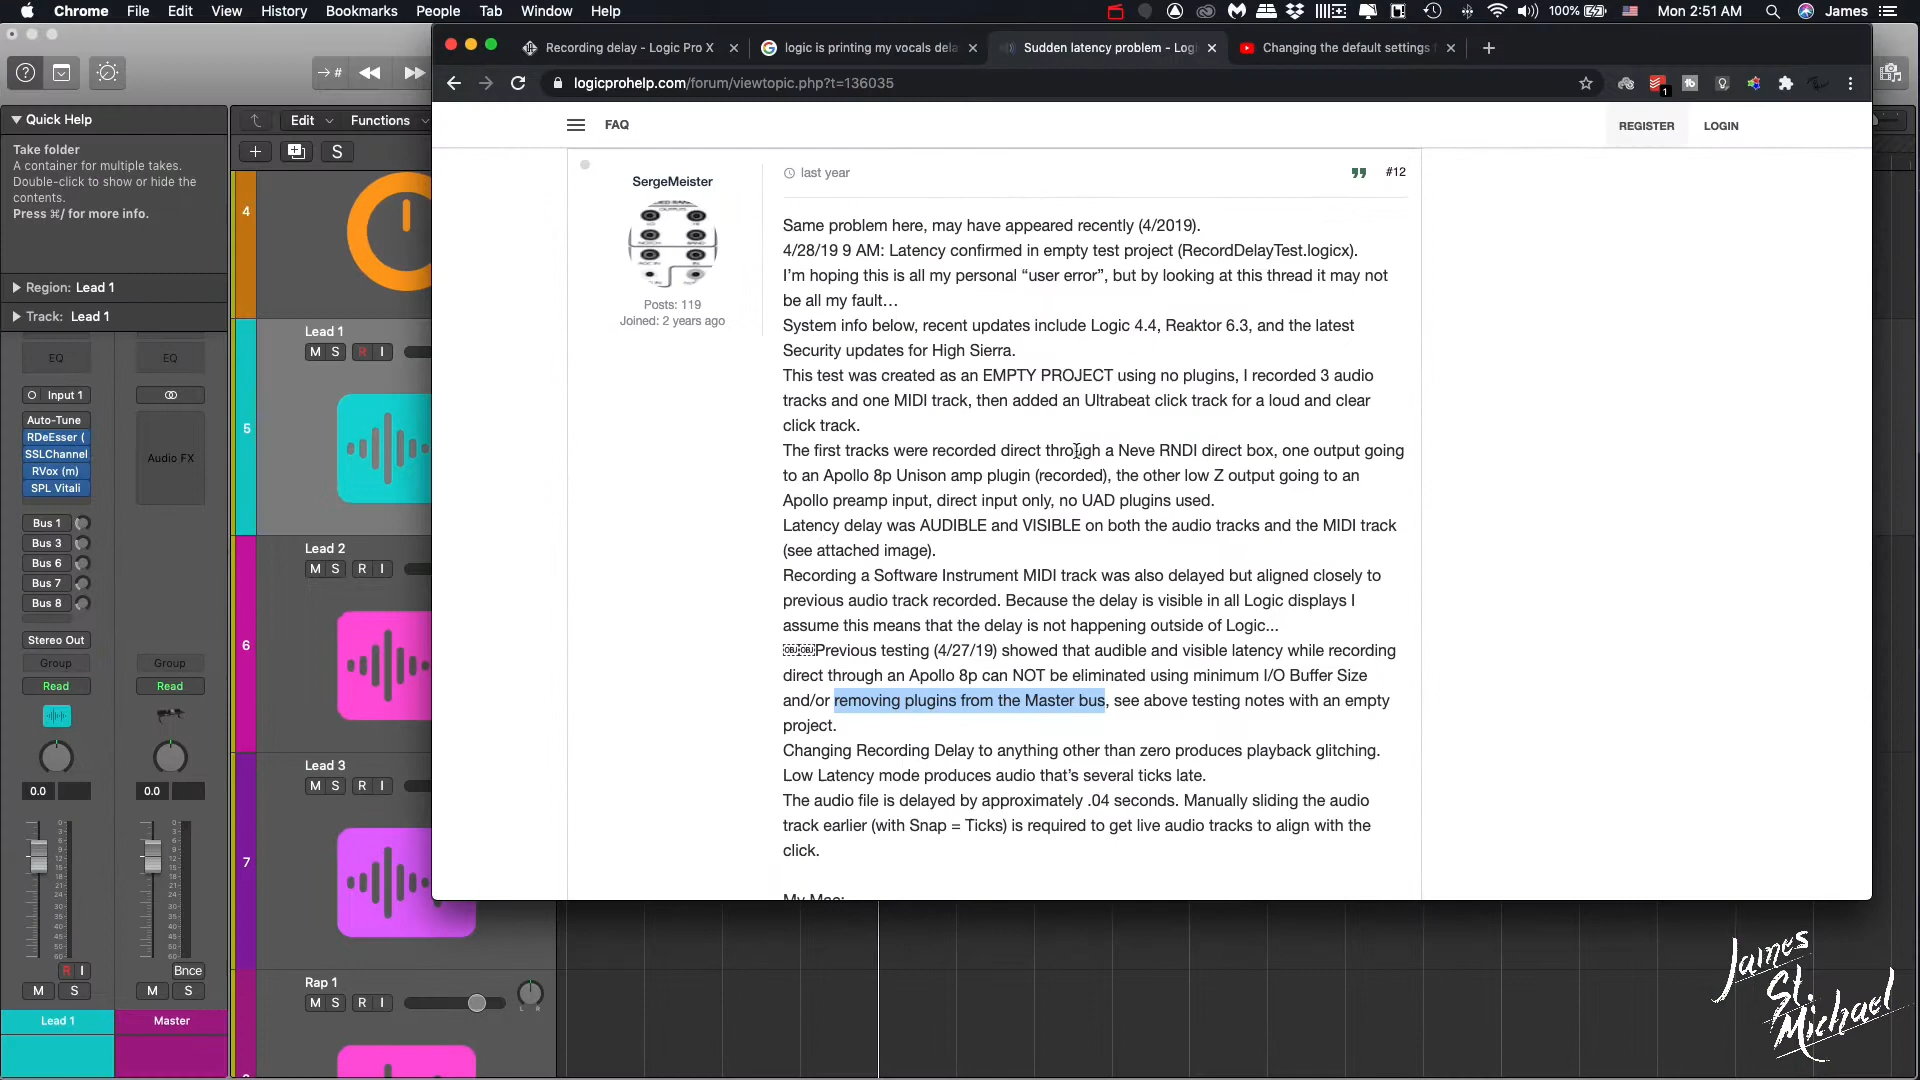 Chrome File Edit View History Bookmarks People Tab Window Help
100% Mon 2:51 AM James
Recording delay - Logic Pro X
logic is printing my vocals dela
Sudden latency problem - Logi
Changing the default settings f
logicprohelp.com/forum/viewtopic.php?t=136035
FAQ
REGISTER LOGIN
Quick Help
Take folder
A container for multiple takes.
Double-click to show or hide the
contents.
Press ⌘/ for more info.
Region: Lead 1
Track: Lead 1
EQ EQ
Input 1
Auto-Tune
RDeEsser (
SSLChannel
RVox (m)
SPL Vitali
Audio FX
Bus 1
Bus 3
Bus 6
Bus 7
Bus 8
Stereo Out
Group Group
Read Read
0.0 0.0
R I Bnce
M S M S
Lead 1 Master
Edit Functions
S
4
Lead 1
M S R I
5
Lead 2
M S R I
6
Lead 3
M S R I
7
Rap 1
M S R I
L R
SergeMeister
Posts: 119
Joined: 2 years ago
last year
#12
Same problem here, may have appeared recently (4/2019).
4/28/19 9 AM: Latency confirmed in empty test project (RecordDelayTest.logicx).
I’m hoping this is all my personal “user error”, but by looking at this thread it may not
be all my fault…
System info below, recent updates include Logic 4.4, Reaktor 6.3, and the latest
Security updates for High Sierra.
This test was created as an EMPTY PROJECT using no plugins, I recorded 3 audio
tracks and one MIDI track, then added an Ultrabeat click track for a loud and clear
click track.
The first tracks were recorded direct through a Neve RNDI direct box, one output going
to an Apollo 8p Unison amp plugin (recorded), the other low Z output going to an
Apollo preamp input, direct input only, no UAD plugins used.
Latency delay was AUDIBLE and VISIBLE on both the audio tracks and the MIDI track
(see attached image).
Recording a Software Instrument MIDI track was also delayed but aligned closely to
previous audio track recorded. Because the delay is visible in all Logic displays I
assume this means that the delay is not happening outside of Logic...
Previous testing (4/27/19) showed that audible and visible latency while recording
direct through an Apollo 8p can NOT be eliminated using minimum I/O Buffer Size
and/or removing plugins from the Master bus, see above testing notes with an empty
project.
Changing Recording Delay to anything other than zero produces playback glitching.
Low Latency mode produces audio that’s several ticks late.
The audio file is delayed by approximately .04 seconds. Manually sliding the audio
track earlier (with Snap = Ticks) is required to get live audio tracks to align with the
click.
My Mac:
James
St.
Michael